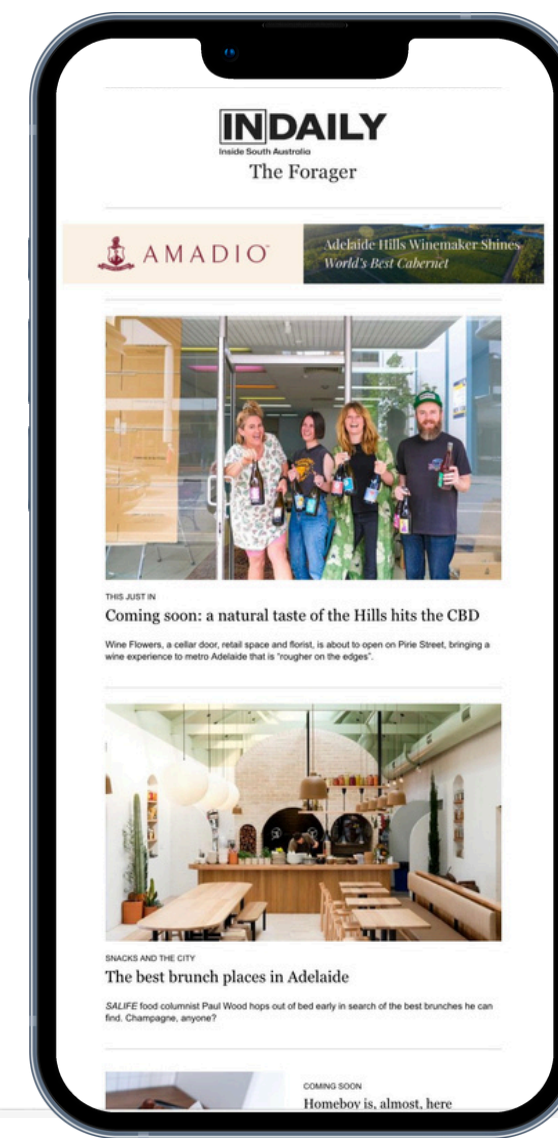 INDAILY
Inside South Australia
The Forager
AMADIO
Adelaide Hills Winemaker Shines
World's Best Cabernet
THIS JUST IN
Coming soon: a natural taste of the Hills hits the CBD
Wine Flowers, a cellar door, retail space and florist, is about to open on Pirie Street, bringing a
wine experience to metro Adelaide that is “rougher on the edges”.
SNACKS AND THE CITY
The best brunch places in Adelaide
SALIFE food columnist Paul Wood hops out of bed early in search of the best brunches he can
find. Champagne, anyone?
COMING SOON
Homeboy is, almost, here